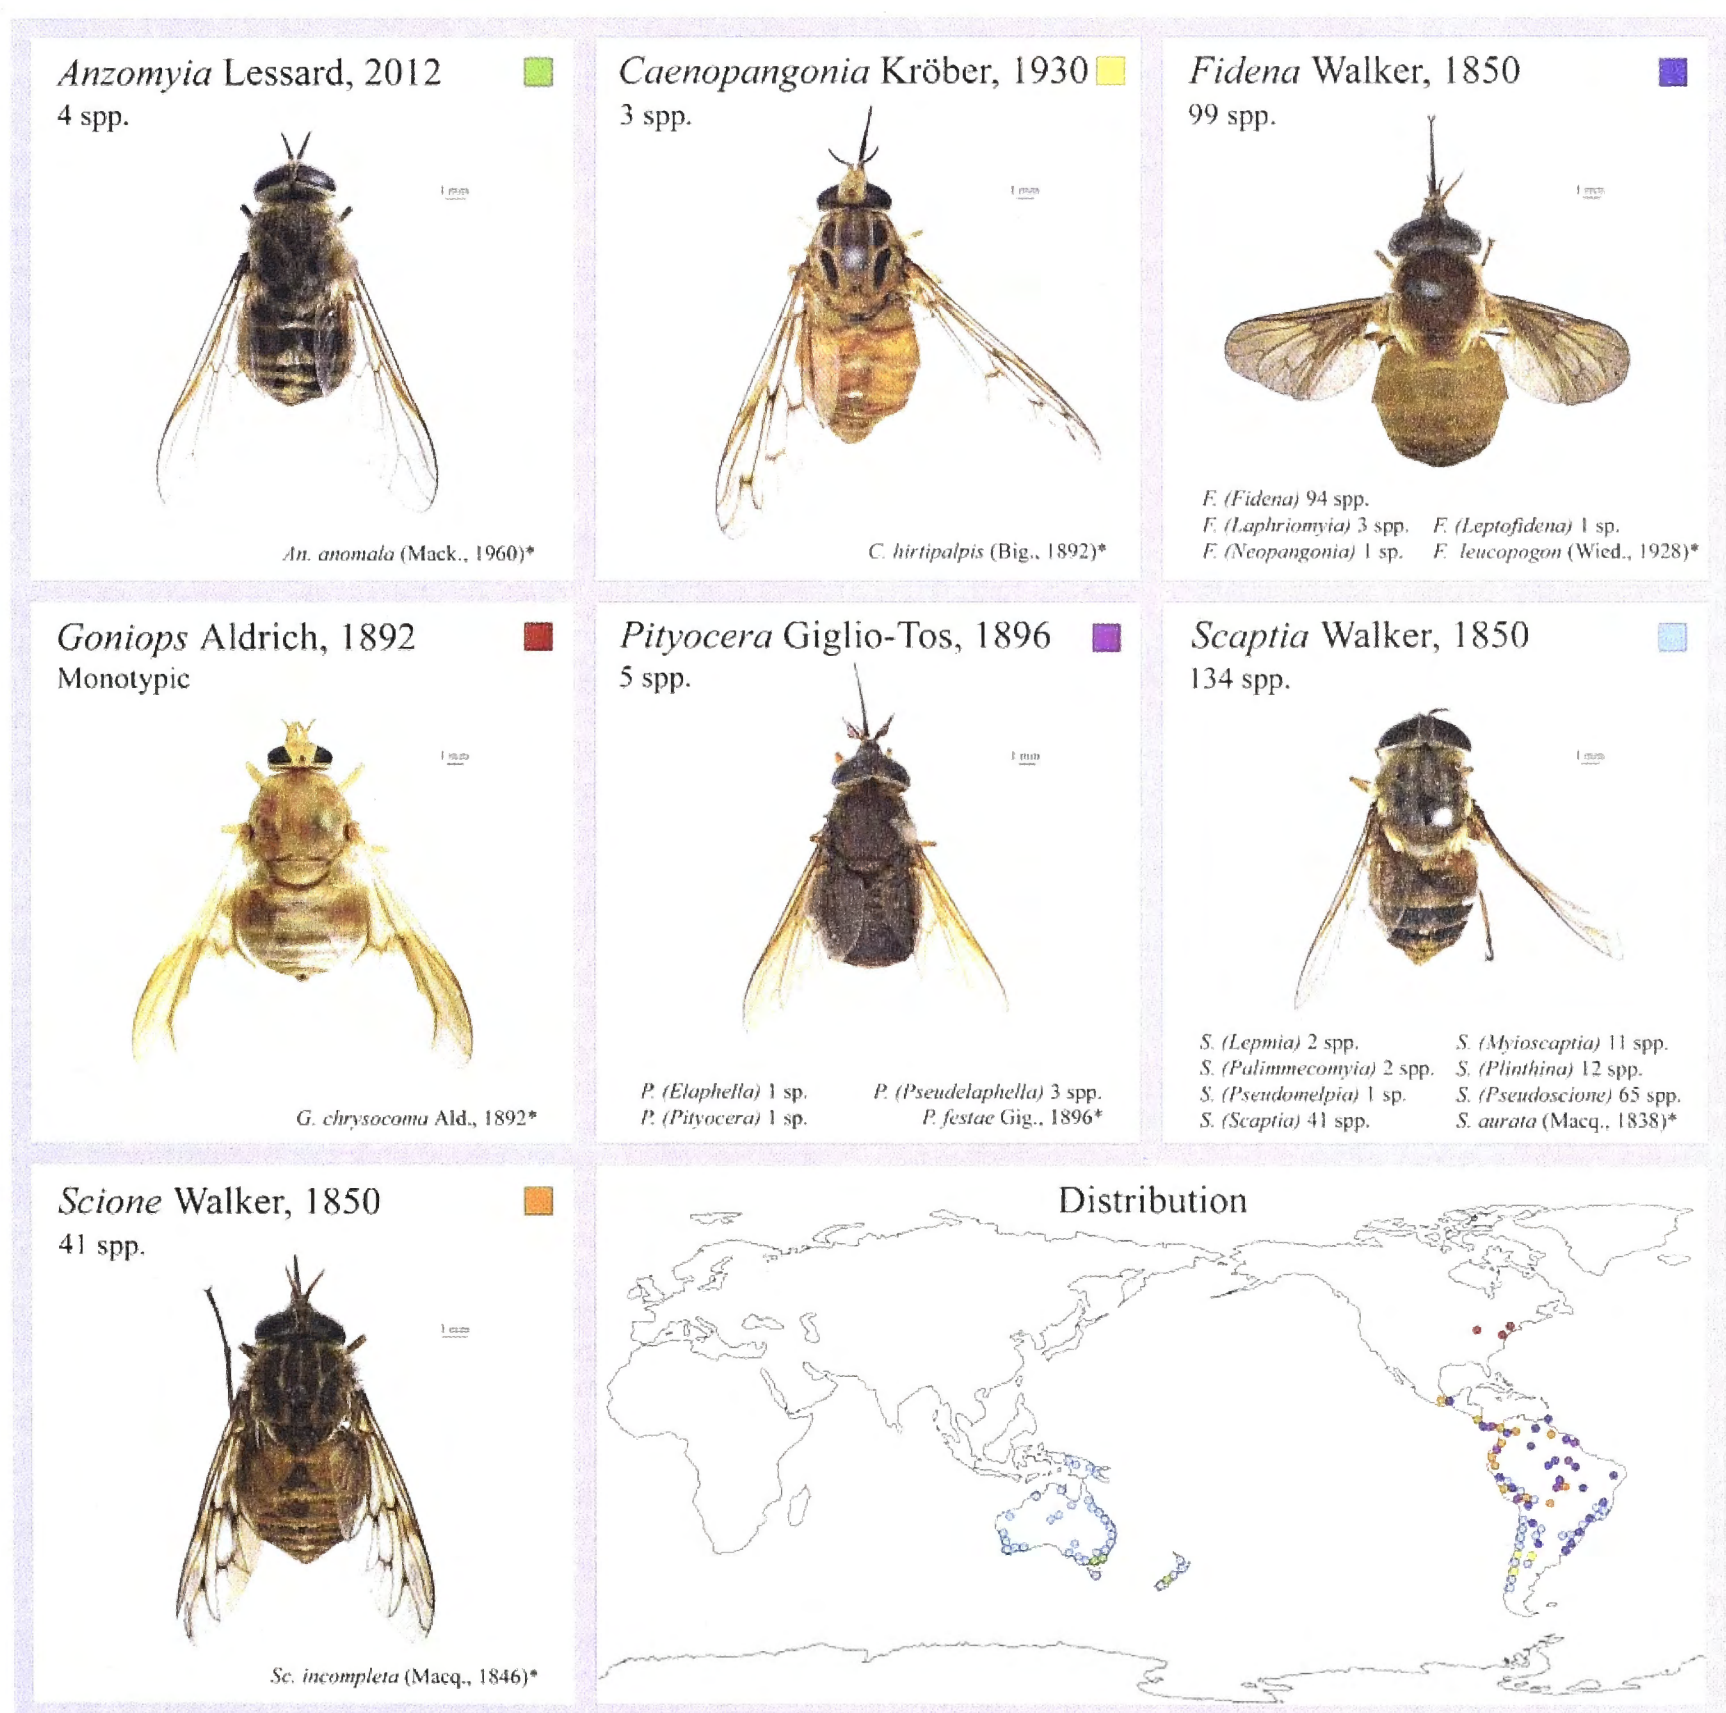 Anzomyia Lessard, 2012
4 spp.
1 mm
An. anomala (Mack., 1960)*
Caenopangonia Kröber, 1930
3 spp.
1 mm
C. hirtipalpis (Big., 1892)*
Fidena Walker, 1850
99 spp.
1 mm
F. (Fidena) 94 spp.
F. (Laphriomyia) 3 spp. F. (Leptofidena) 1 sp.
F. (Neopangonia) 1 sp. F. leucopogon (Wied., 1928)*
Goniops Aldrich, 1892
Monotypic
1 mm
G. chrysocoma Ald., 1892*
Pityocera Giglio-Tos, 1896
5 spp.
1 mm
P. (Elaphella) 1 sp. P. (Pseudelaphella) 3 spp.
P. (Pityocera) 1 sp. P. festae Gig., 1896*
Scaptia Walker, 1850
134 spp.
1 mm
S. (Lepmia) 2 spp. S. (Myioscaptia) 11 spp.
S. (Palimmecomyia) 2 spp. S. (Plinthina) 12 spp.
S. (Pseudomelpia) 1 sp. S. (Pseudoscione) 65 spp.
S. (Scaptia) 41 spp. S. aurata (Macq., 1838)*
Scione Walker, 1850
41 spp.
1 mm
Sc. incompleta (Macq., 1846)*
Distribution